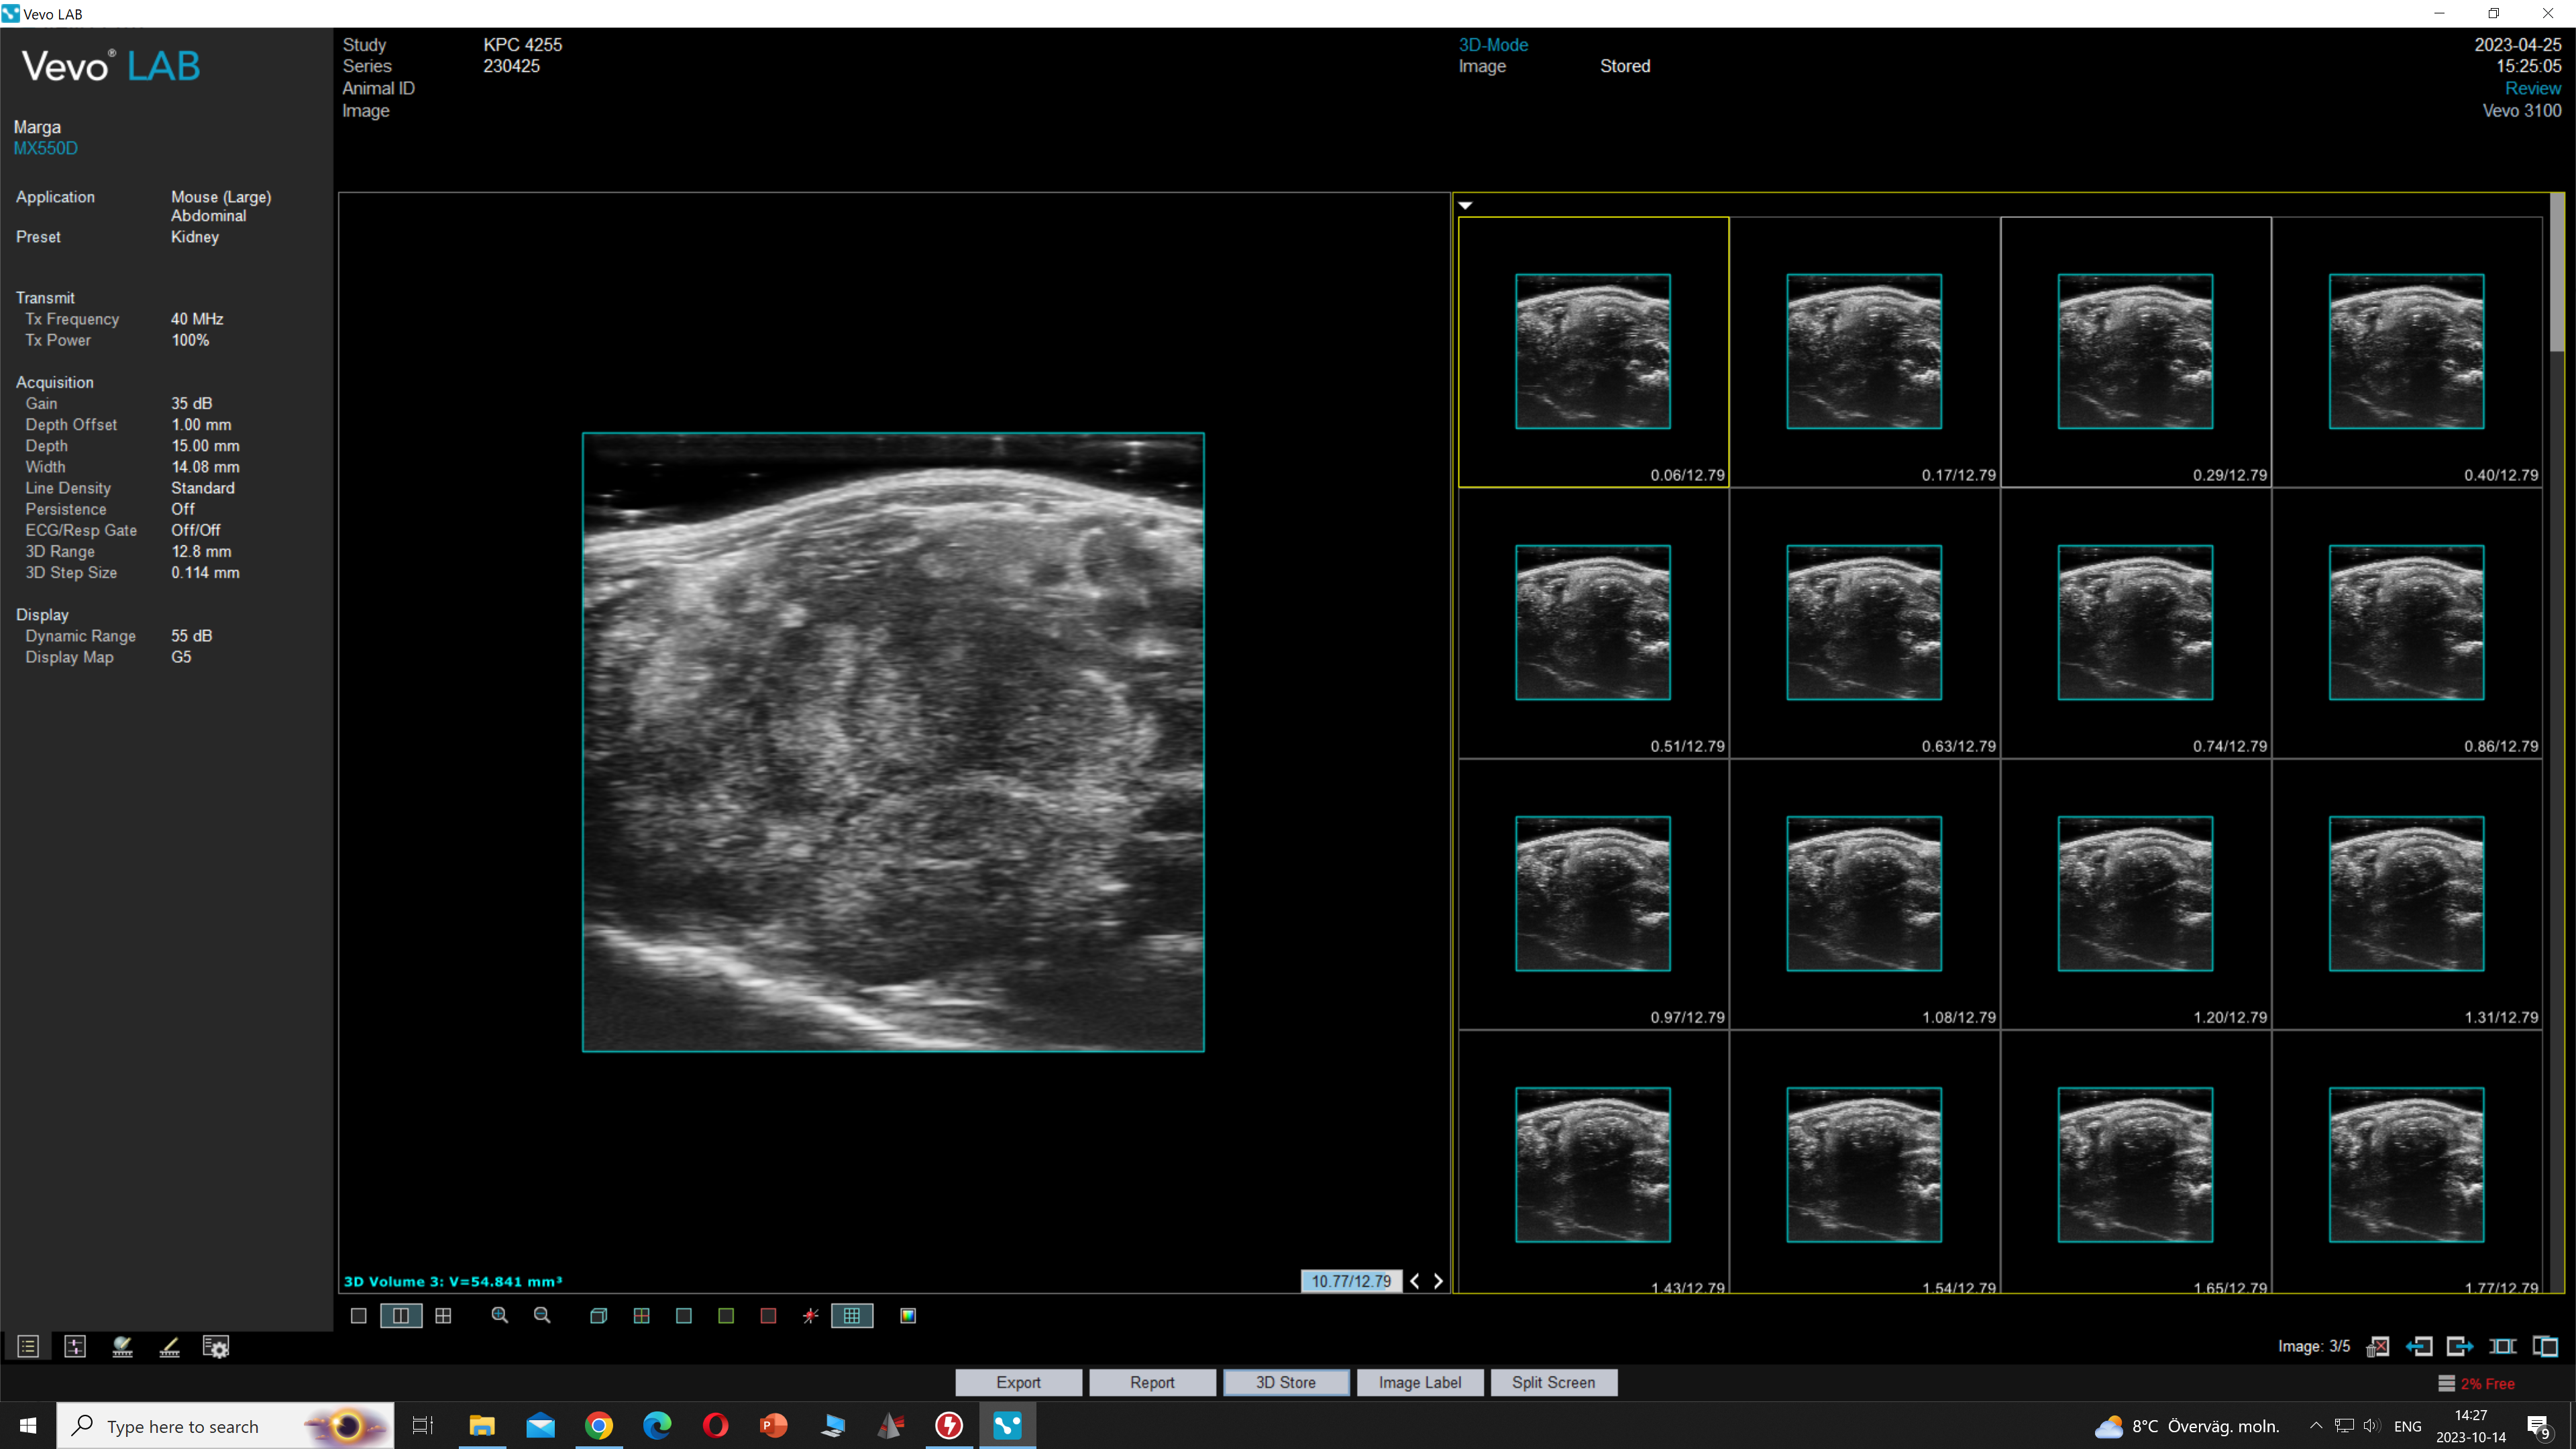 Vevo LAB
Vevo® LAB
Marga
MX550D
Application Mouse (Large)
Abdominal
Preset Kidney
Transmit
Tx Frequency 40 MHz
Tx Power 100%
Acquisition
Gain 35 dB
Depth Offset 1.00 mm
Depth 15.00 mm
Width 14.08 mm
Line Density Standard
Persistence Off
ECG/Resp Gate Off/Off
3D Range 12.8 mm
3D Step Size 0.114 mm
Display
Dynamic Range 55 dB
Display Map G5
Study KPC 4255
Series 230425
Animal ID
Image
3D-Mode
Image Stored
2023-04-25
15:25:05
Review
Vevo 3100
3D Volume 3: V=54.841 mm³
10.77/12.79
0.06/12.79 0.17/12.79 0.29/12.79 0.40/12.79
0.51/12.79 0.63/12.79 0.74/12.79 0.86/12.79
0.97/12.79 1.08/12.79 1.20/12.79 1.31/12.79
1.43/12.79 1.54/12.79 1.65/12.79 1.77/12.79
Image: 3/5
Export Report 3D Store Image Label Split Screen
2% Free
Type here to search
8°C Överväg. moln.
ENG
14:27
2023-10-14
9